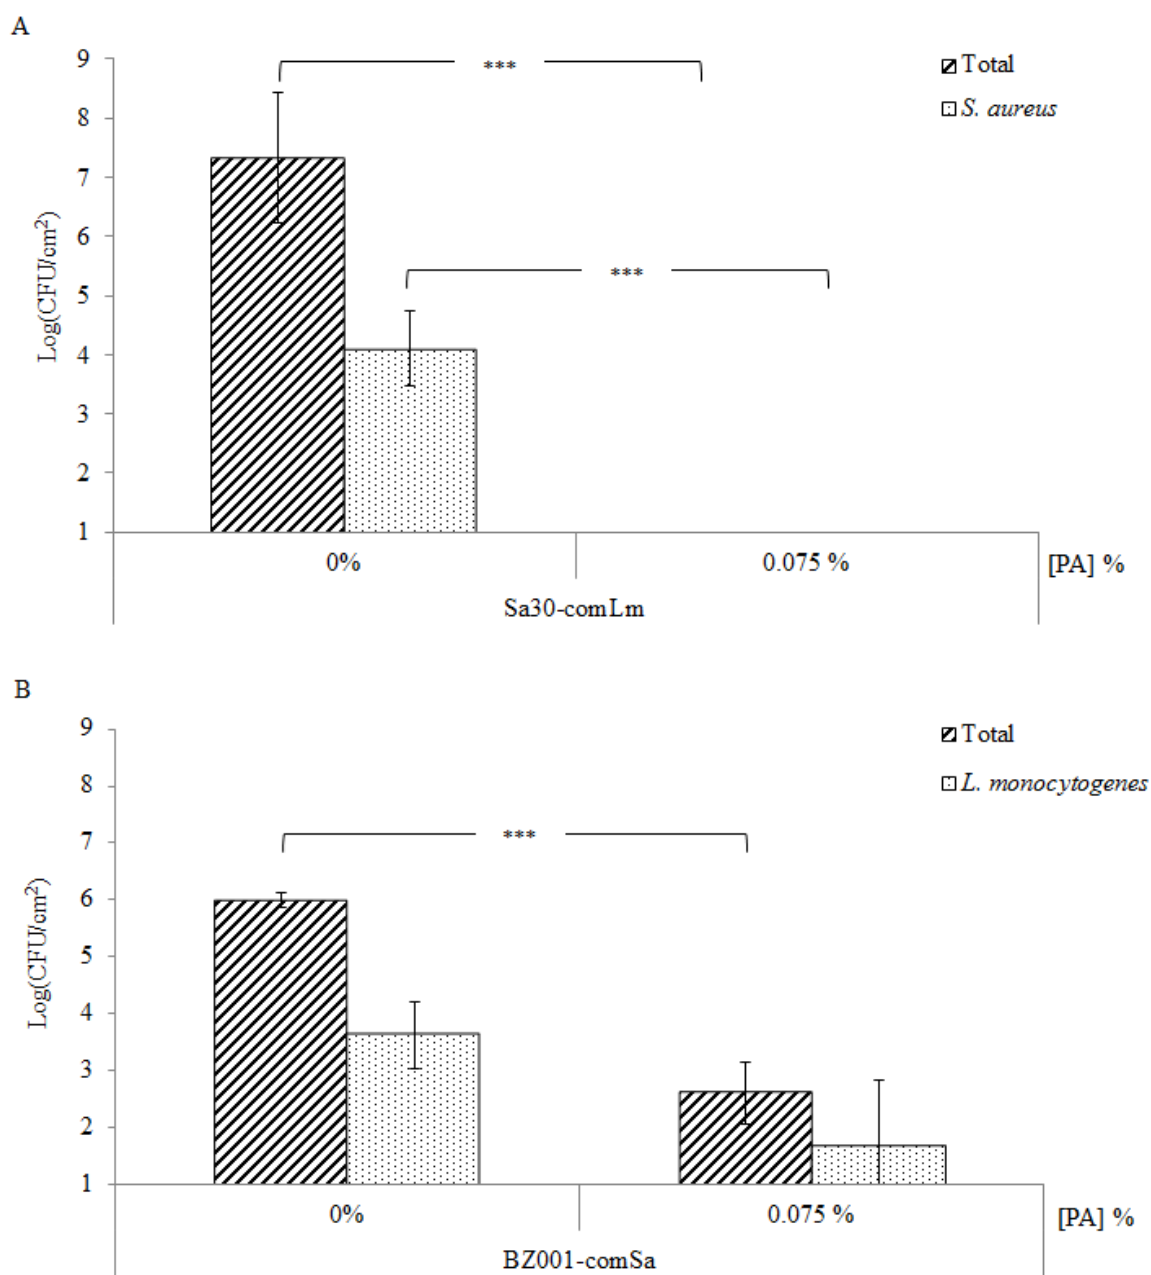 A
9
8
7
6
5
4
3
2
1
Log(CFU/cm²)
***
***
Total
S. aureus
0%
0.075 %
[PA] %
Sa30-comLm
B
9
8
7
6
5
4
3
2
1
Log(CFU/cm²)
***
Total
L. monocytogenes
0%
0.075 %
[PA] %
BZ001-comSa